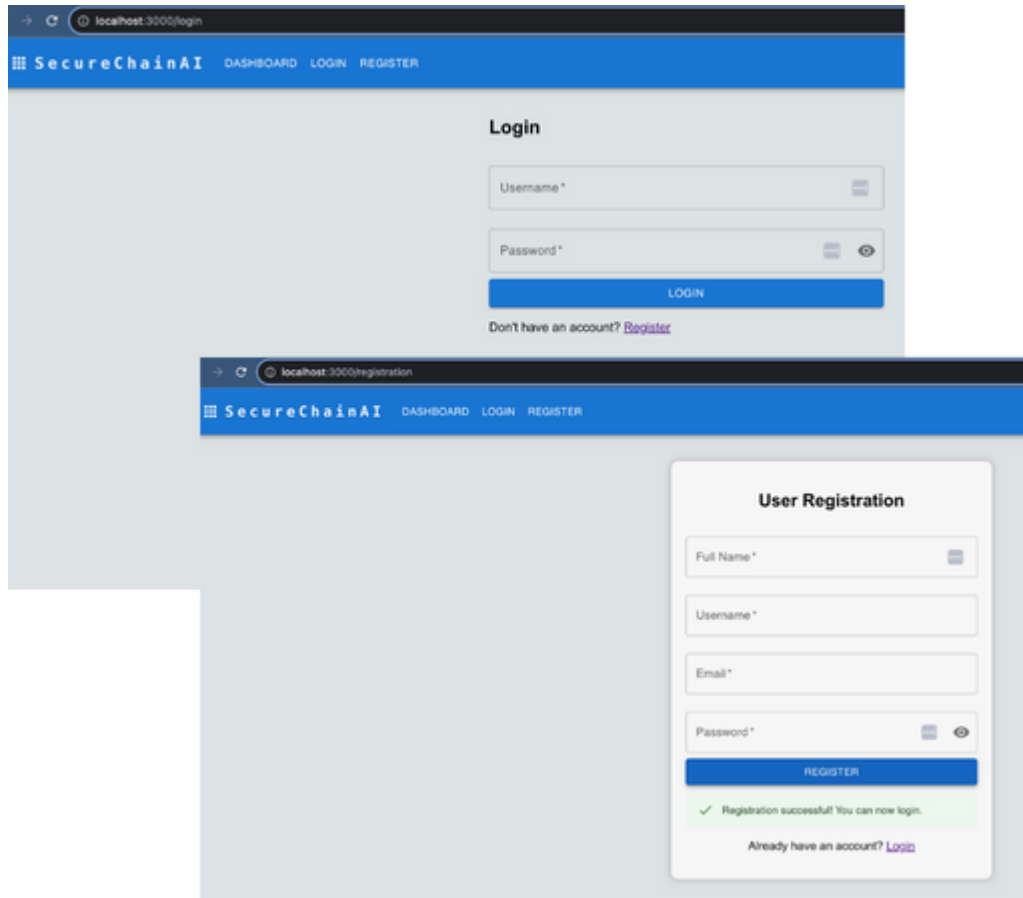 localhost:3000/login
SecureChainAI DASHBOARD LOGIN REGISTER
Login
Username *
Password *
LOGIN
Don't have an account? Register
localhost:3000/registration
SecureChainAI DASHBOARD LOGIN REGISTER
User Registration
Full Name *
Username *
Email *
Password *
REGISTER
Registration successful! You can now login.
Already have an account? Login